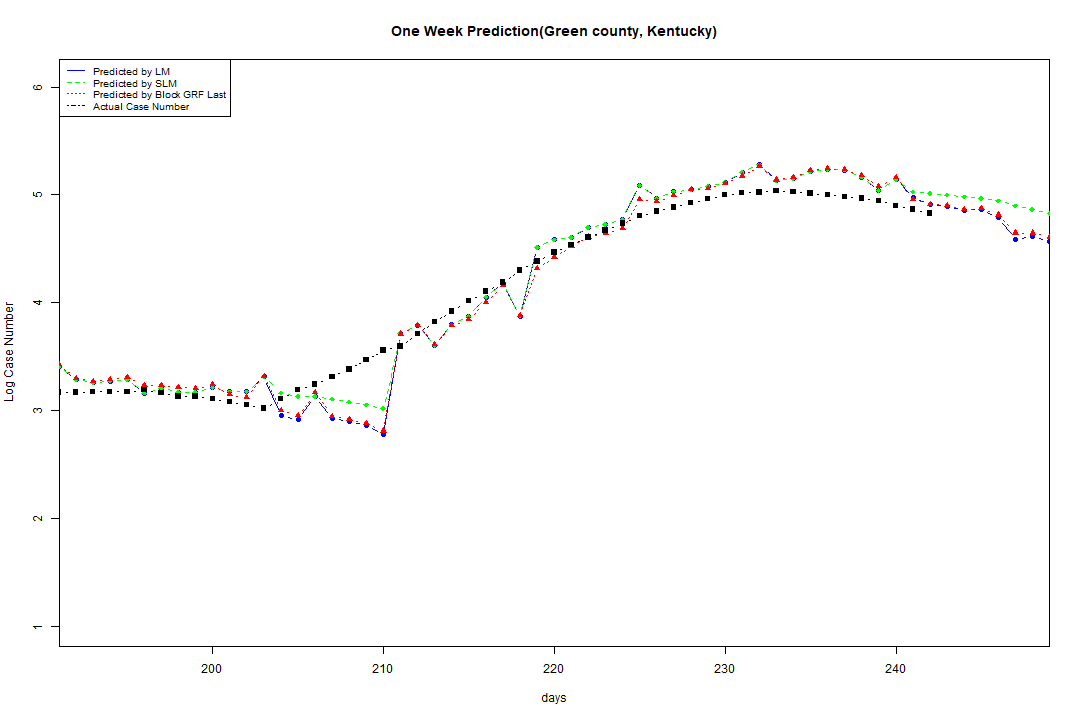 One Week Prediction(Green county, Kentucky)
Predicted by LM
Predicted by SLM
Predicted by Block GRF Last
Actual Case Number
6
5
4
3
2
1
Log Case Number
200
210
220
230
240
days